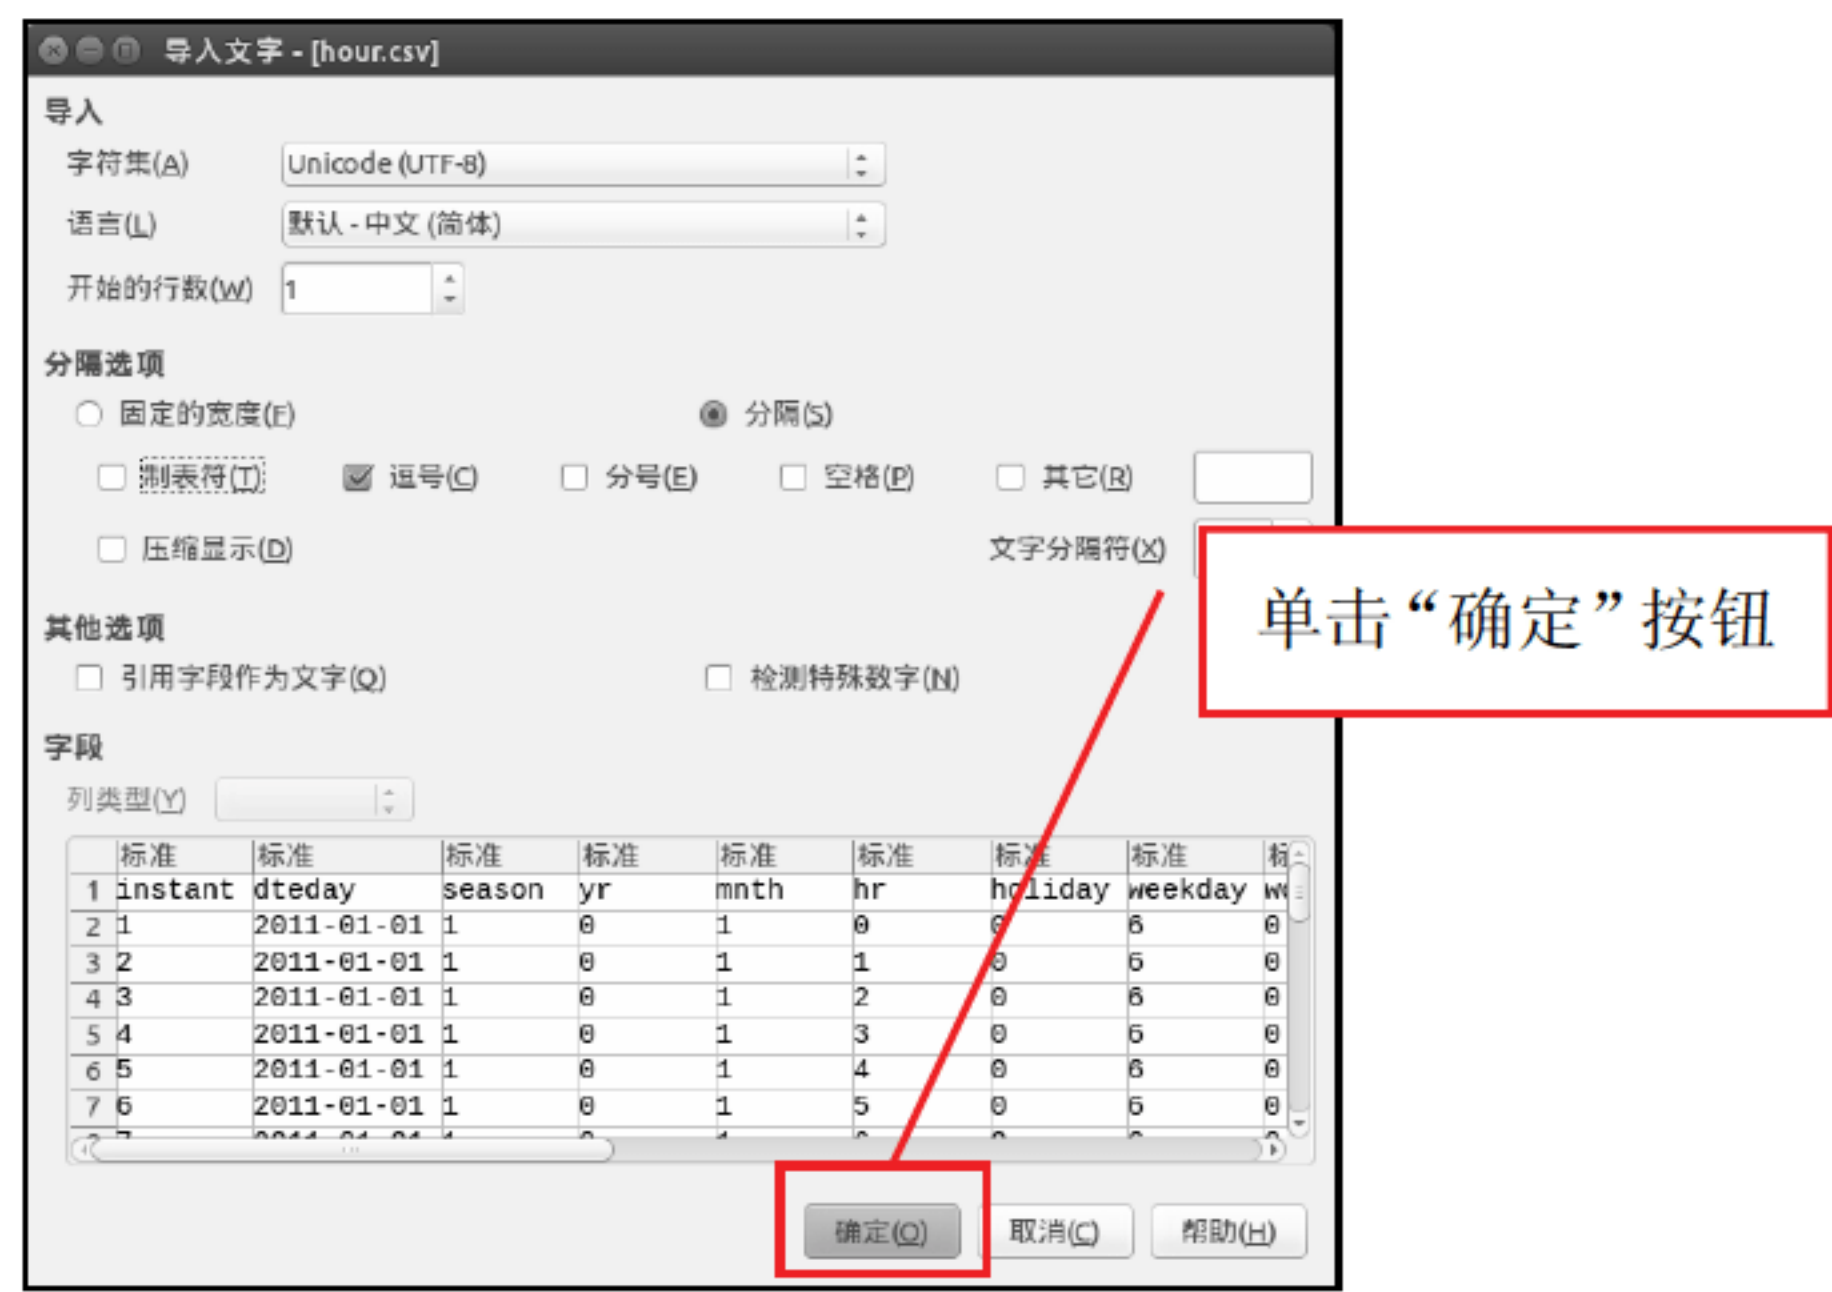 导入文字 - [hour.csv]
导入
字符集(A) Unicode (UTF-8)
语言(L) 默认 - 中文 (简体)
开始的行数(W) 1
分隔选项
固定的宽度(F) 分隔(S)
制表符(T) 逗号(C) 分号(E) 空格(P) 其它(R)
压缩显示(D) 文字分隔符(X)
单击“确定”按钮
其他选项
引用字段作为文字(Q) 检测特殊数字(N)
字段
列类型(Y)
标准 标准 标准 标准 标准 标准 标准 标准
1 instant dteday season yr mnth hr holiday weekday
2 1 2011-01-01 1 0 1 0 0 6 0
3 2 2011-01-01 1 0 1 1 0 6 0
4 3 2011-01-01 1 0 1 2 0 6 0
5 4 2011-01-01 1 0 1 3 0 6 0
6 5 2011-01-01 1 0 1 4 0 6 0
7 6 2011-01-01 1 0 1 5 0 6 0
确定(O) 取消(C) 帮助(H)